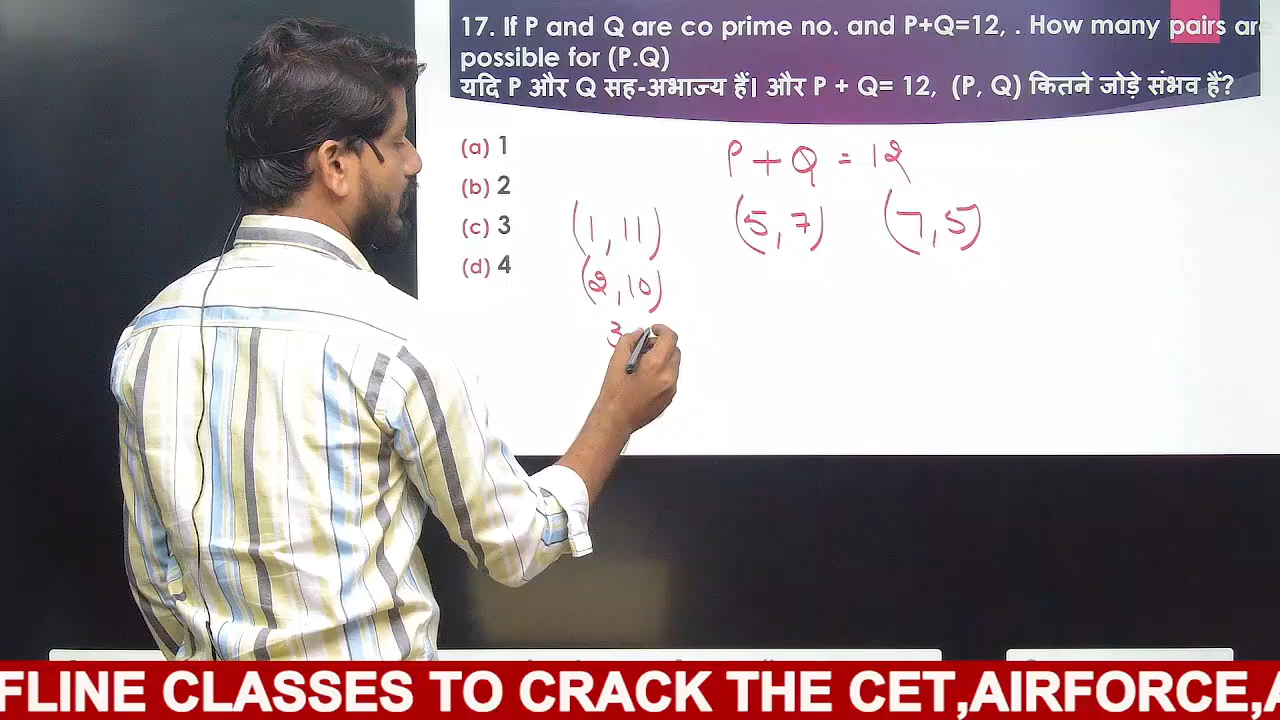 17. If P and Q are co prime no. and P+Q=12, . How many pairs are
possible for (P.Q)
यदि P और Q सह-अभाज्य हैं। और P + Q= 12, (P, Q) कितने जोड़े संभव हैं?
(a) 1
(b) 2
(c) 3
(d) 4
P + Q = 12
(1, 11) (5, 7) (7, 5)
(2, 10)
3
FLINE CLASSES TO CRACK THE CET,AIRFORCE,